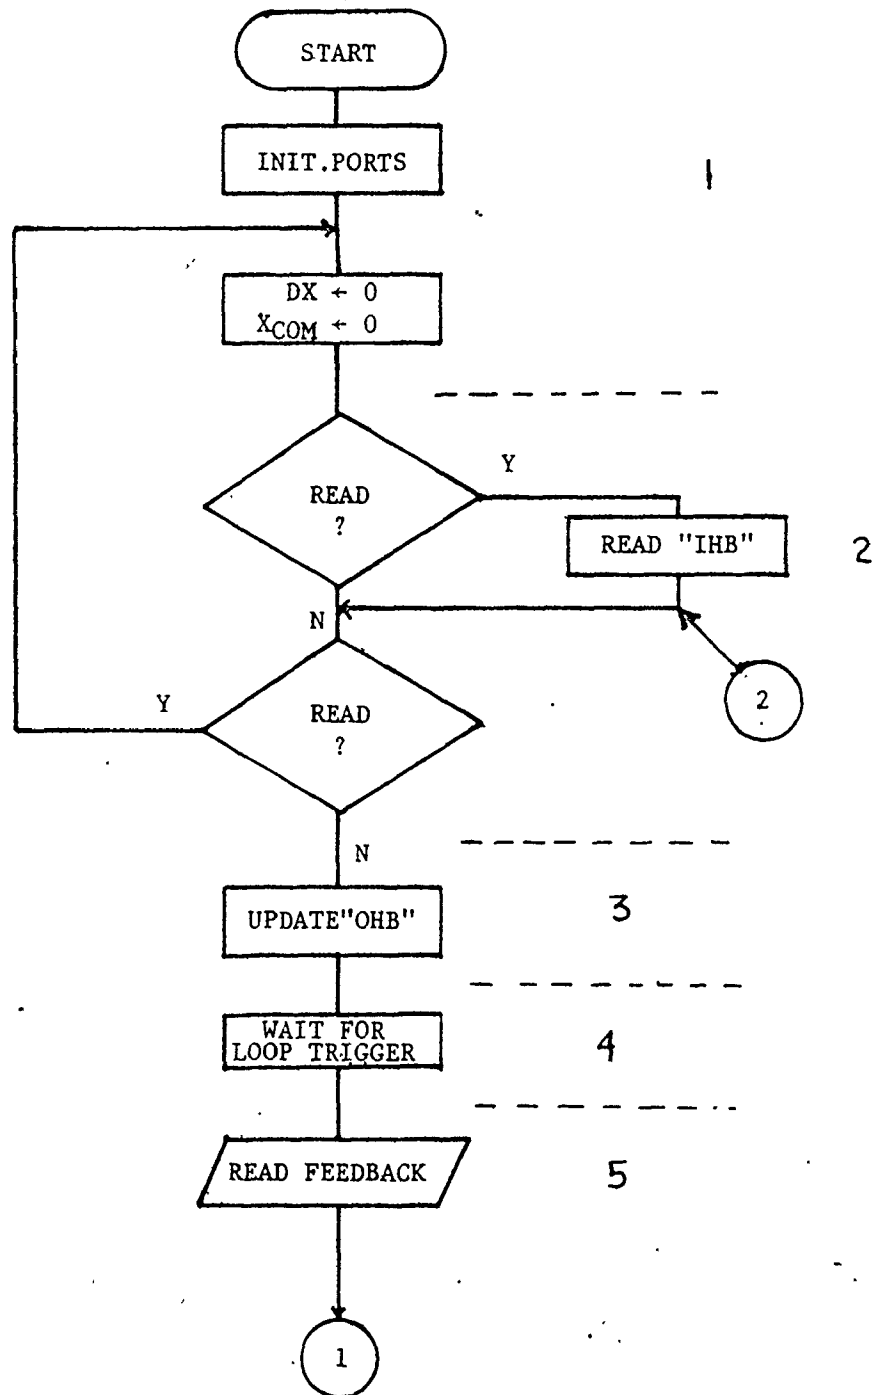 START
INIT.PORTS
1
DX ← 0
XCOM ← 0
READ
?
Y
READ "IHB"
2
N
2
READ
?
Y
N
UPDATE"OHB"
3
WAIT FOR
LOOP TRIGGER
4
READ FEEDBACK
5
1